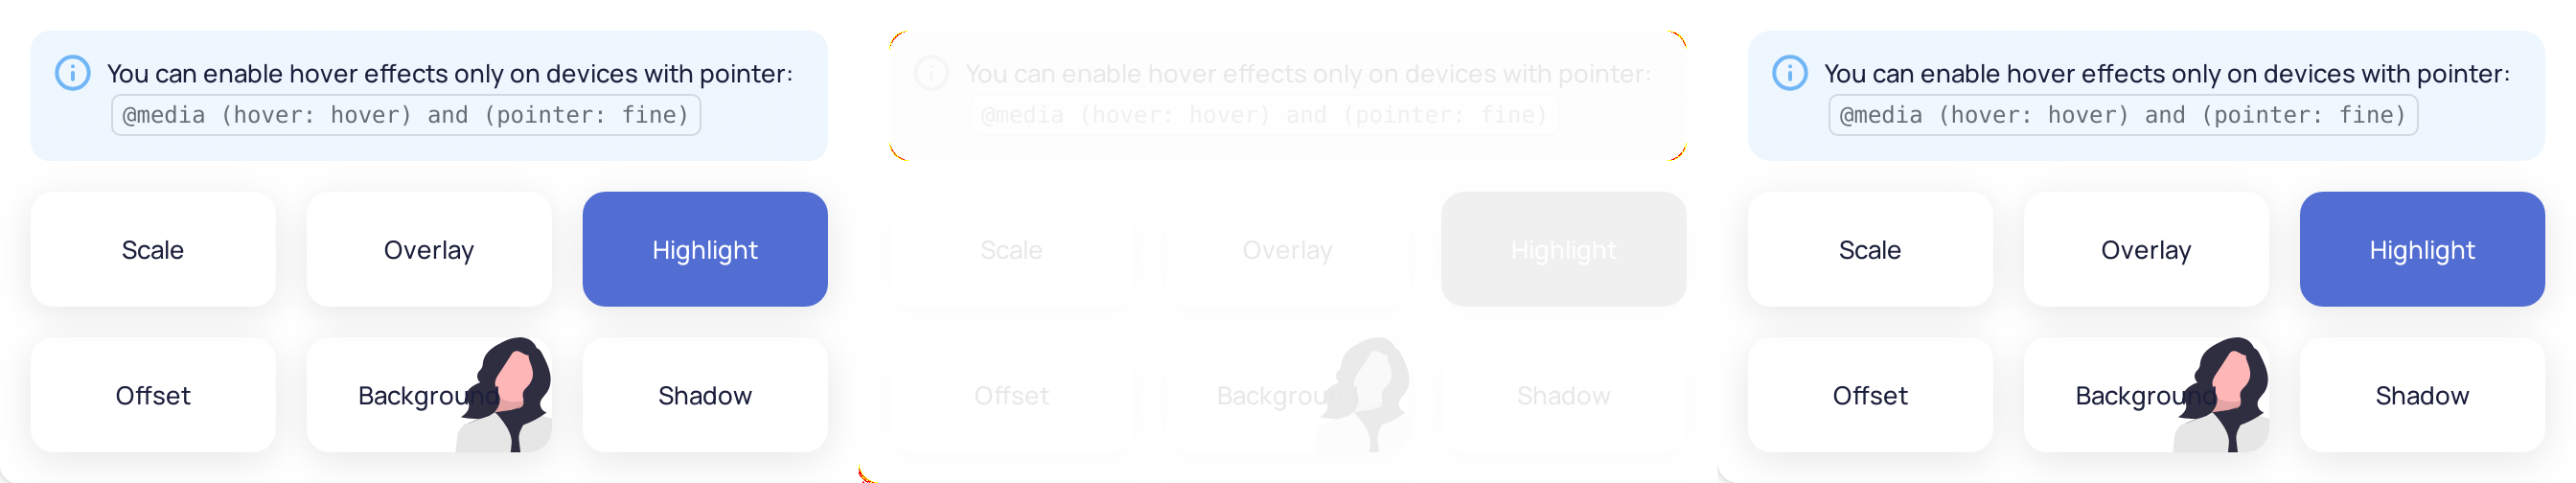 You can enable hover effects only on devices with pointer:
@media (hover: hover) and (pointer: fine)
Scale
Overlay
Highlight
Offset
Background
Shadow
You can enable hover effects only on devices with pointer:
@media (hover: hover) and (pointer: fine)
Scale
Overlay
Highlight
Offset
Background
Shadow
You can enable hover effects only on devices with pointer:
@media (hover: hover) and (pointer: fine)
Scale
Overlay
Highlight
Offset
Background
Shadow